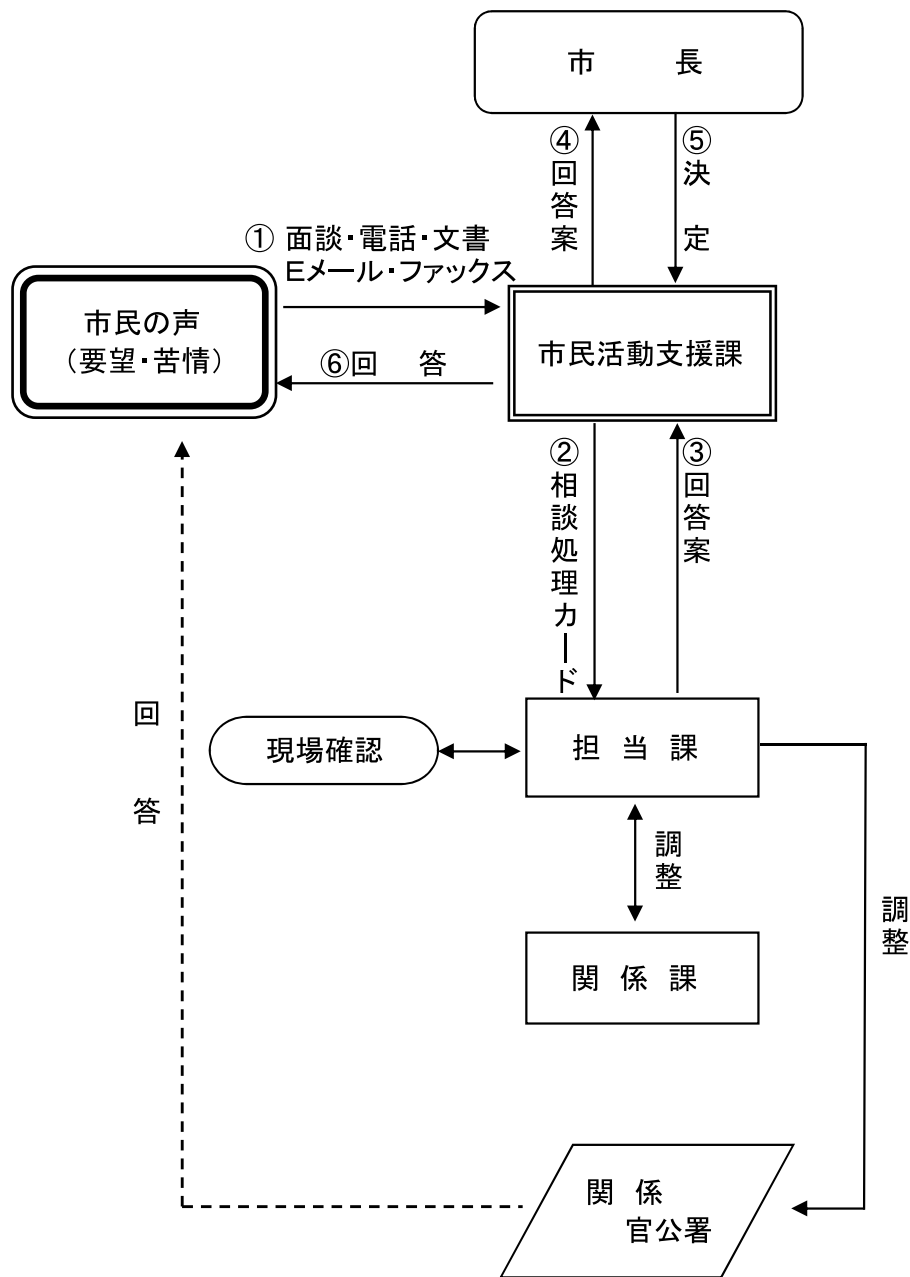 市　　長
④回答案
⑤決　定
① 面談・電話・文書
Eメール・ファックス
市民の声
（要望・苦情）
市民活動支援課
⑥回　答
②相談処理カード
③回答案
回　答
現場確認
担 当 課
調整
調整
関 係 課
関 係
官公署